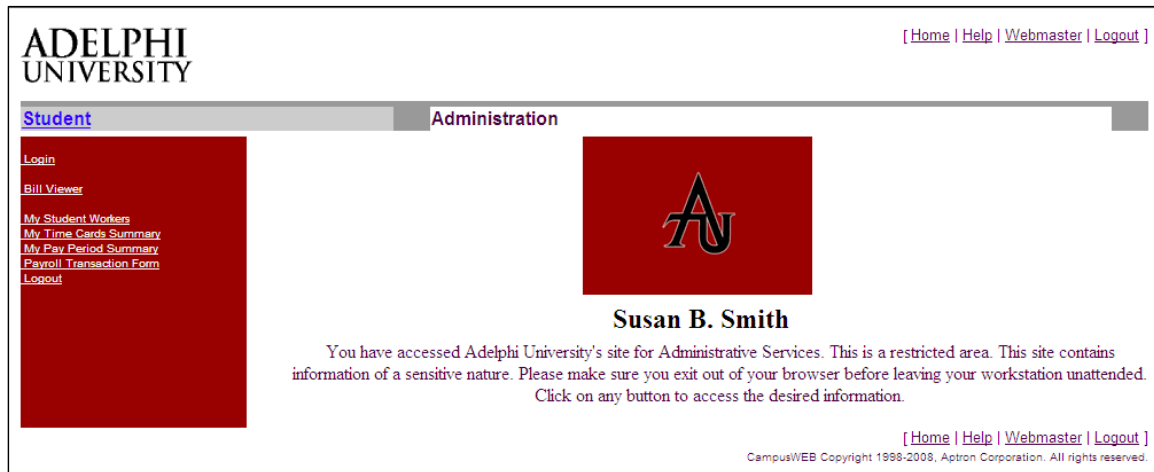 ADELPHI
UNIVERSITY
[ Home | Help | Webmaster | Logout ]
Student
Administration
Login
Bill Viewer
My Student Workers
My Time Cards Summary
My Pay Period Summary
Payroll Transaction Form
Logout
AU
Susan B. Smith
You have accessed Adelphi University's site for Administrative Services. This is a restricted area. This site contains
information of a sensitive nature. Please make sure you exit out of your browser before leaving your workstation unattended.
Click on any button to access the desired information.
[ Home | Help | Webmaster | Logout ]
CampusWEB Copyright 1998-2008, Aptron Corporation. All rights reserved.